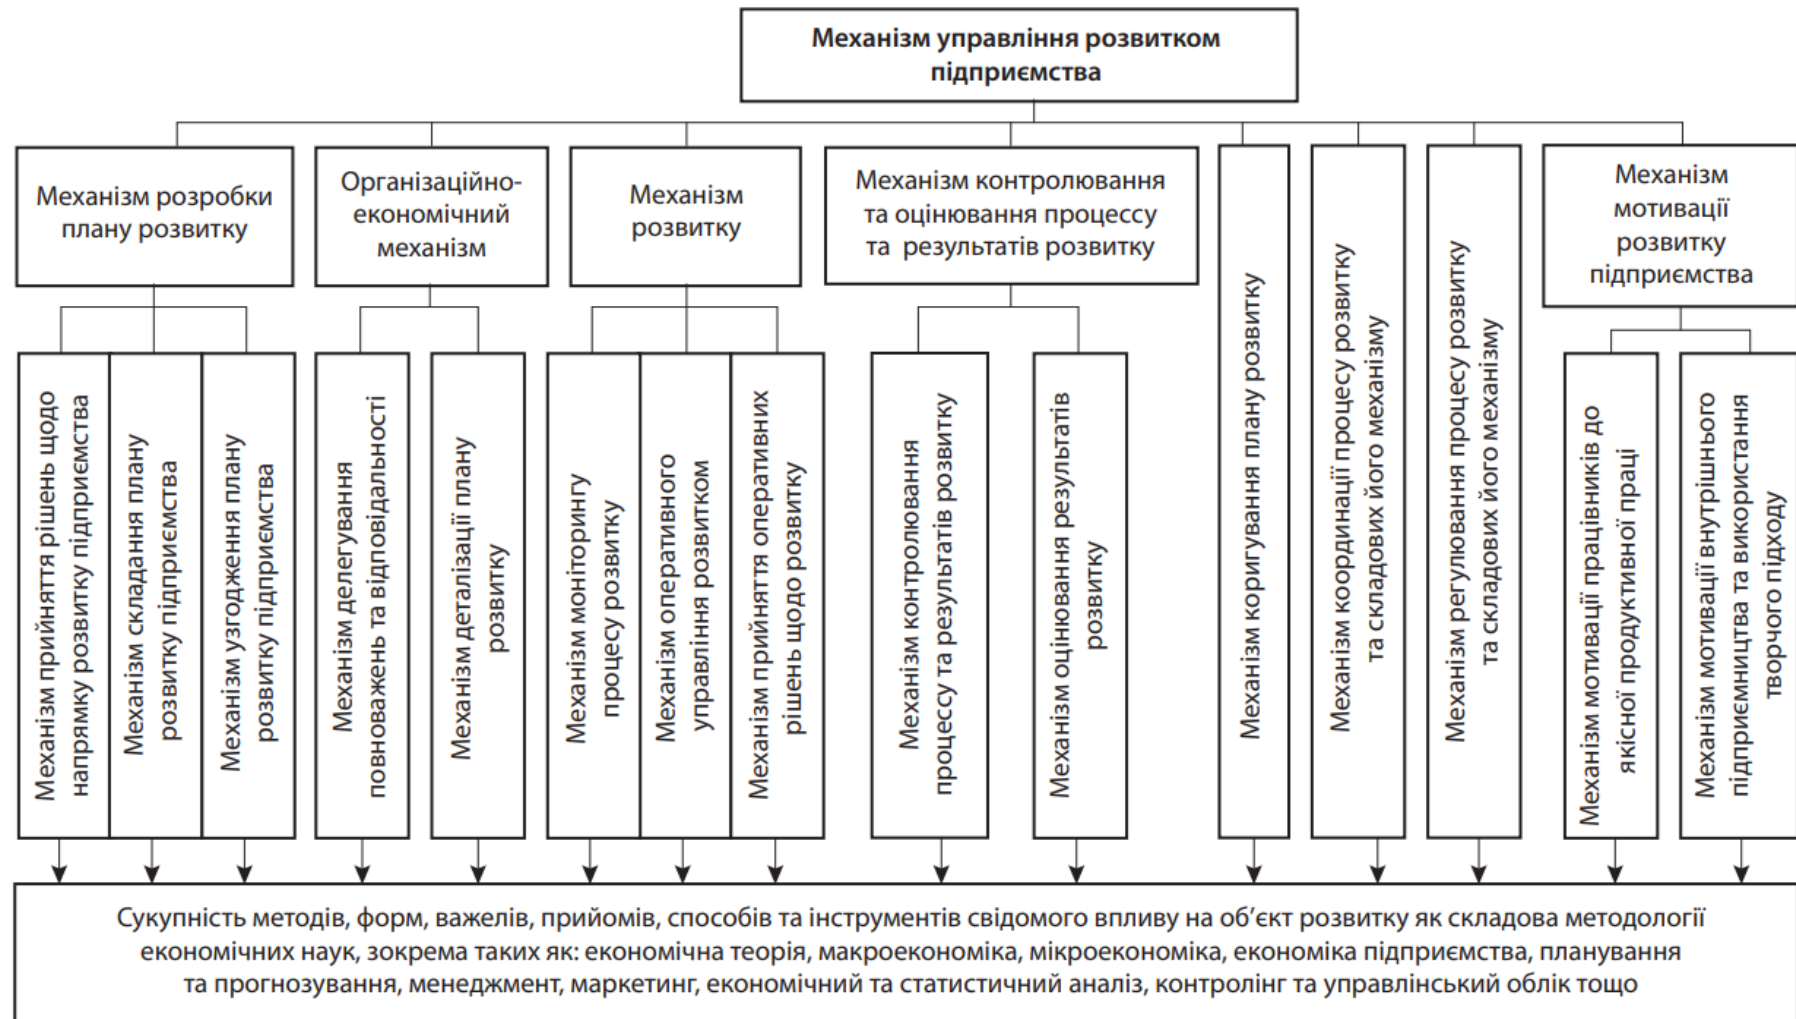 Механізм управління розвитком
підприємства
Механізм розробки
плану розвитку
Організаційно-
економічний
механізм
Механізм
розвитку
Механізм контролювання
та оцінювання процессу
та результатів розвитку
Механізм коригування плану розвитку
Механізм координації процесу розвитку
та складових його механізму
Механізм регулювання процесу розвитку
та складових його механізму
Механізм
мотивації
розвитку
підприємства
Механізм прийняття рішень щодо
напрямку розвитку підприємства
Механізм складання плану
розвитку підприємства
Механізм узгодження плану
розвитку підприємства
Механізм делегування
повноважень та відповідальності
Механізм деталізації плану
розвитку
Механізм моніторингу
процесу розвитку
Механізм оперативного
управління розвитком
Механізм прийняття оперативних
рішень щодо розвитку
Механізм контролювання
процессу та результатів розвитку
Механізм оцінювання результатів
розвитку
Механізм мотивації працівників до
якісної продуктивної праці
Механізм мотивації внутрішнього
підприємництва та використання
творчого підходу
Сукупність методів, форм, важелів, прийомів, способів та інструментів свідомого впливу на об’єкт розвитку як складова методології
економічних наук, зокрема таких як: економічна теорія, макроекономіка, мікроекономіка, економіка підприємства, планування
та прогнозування, менеджмент, маркетинг, економічний та статистичний аналіз, контролінг та управлінський облік тощо